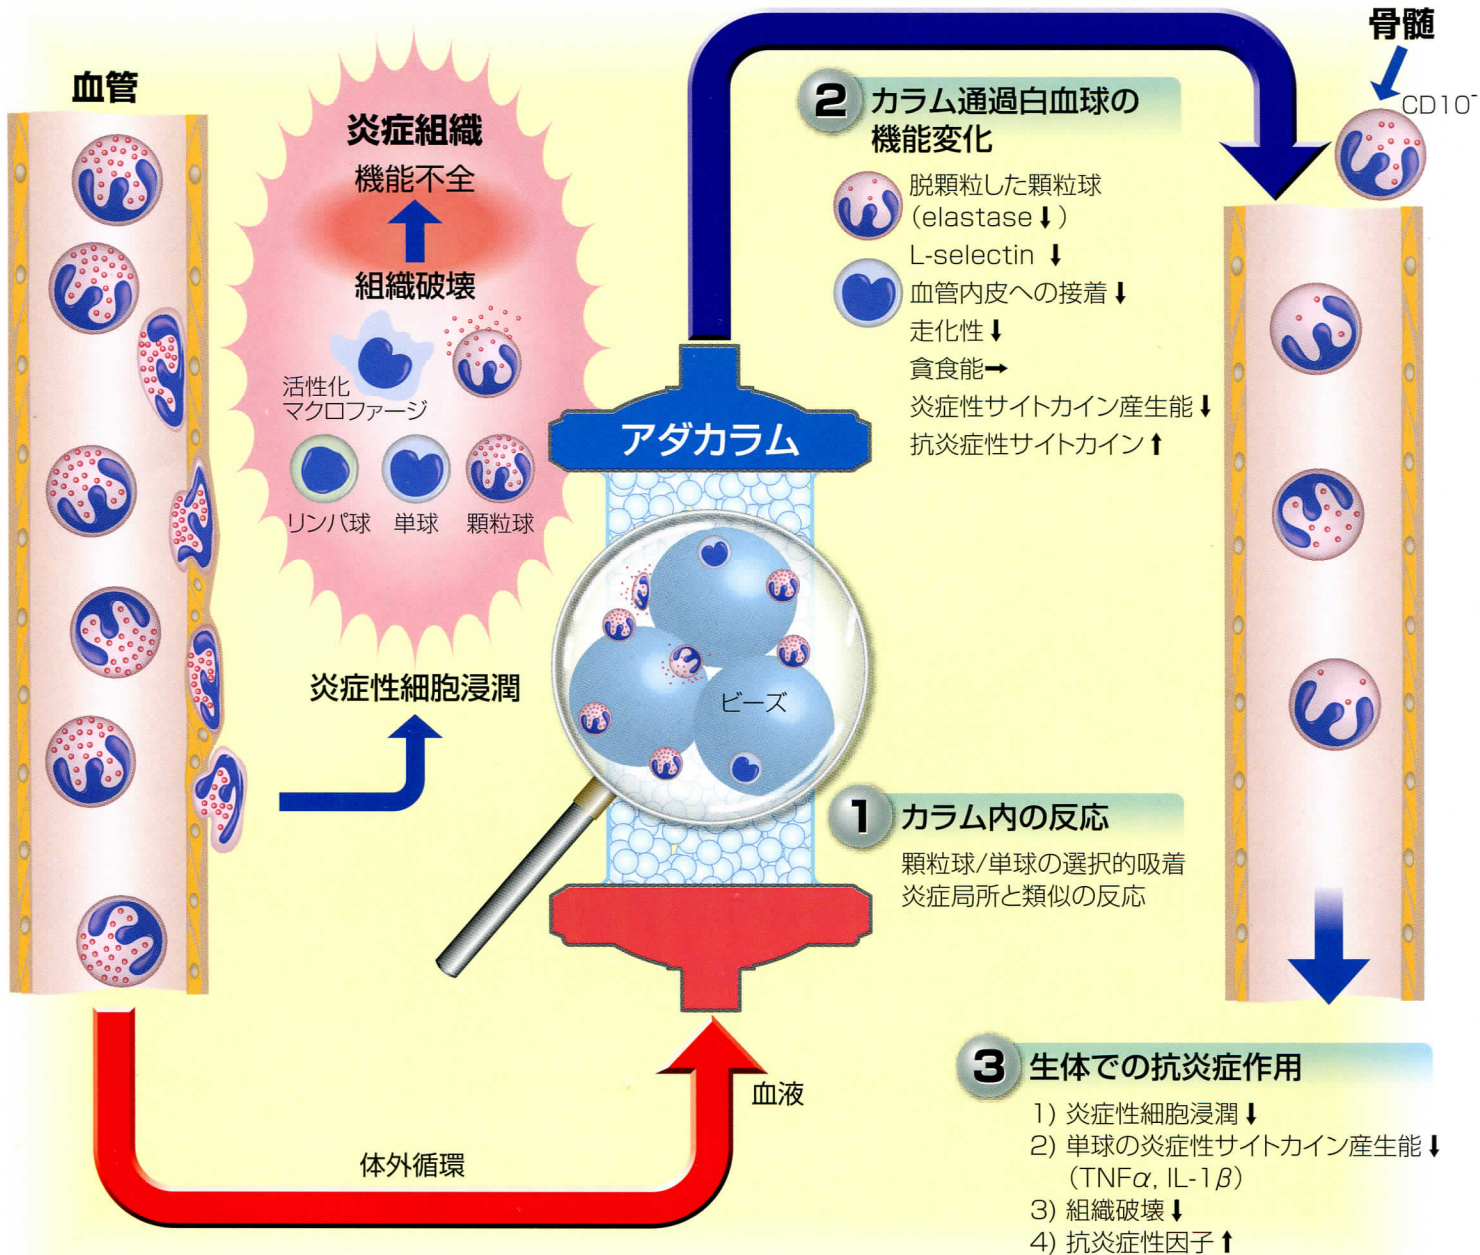 血管
炎症組織
機能不全
組織破壊
活性化
マクロファージ
リンパ球 単球 顆粒球
炎症性細胞浸潤
アダカラム
ビーズ
1 カラム内の反応
顆粒球/単球の選択的吸着
炎症局所と類似の反応
2 カラム通過白血球の
機能変化
脱顆粒した顆粒球
(elastase⬇)
L-selectin ⬇
血管内皮への接着⬇
走化性⬇
貪食能➡
炎症性サイトカイン産生能⬇
抗炎症性サイトカイン⬆
骨髄
CD10⁻
血液
体外循環
3 生体での抗炎症作用
1) 炎症性細胞浸潤⬇
2) 単球の炎症性サイトカイン産生能⬇
(TNFα, IL-1β)
3) 組織破壊⬇
4) 抗炎症性因子⬆